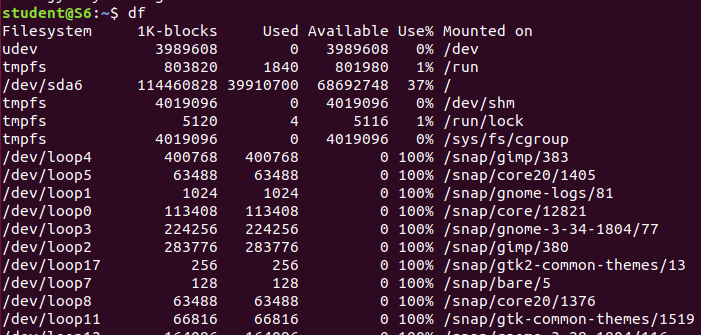 student@S6:~$ df
Filesystem 1K-blocks Used Available Use% Mounted on
udev 3989608 0 3989608 0% /dev
tmpfs 803820 1840 801980 1% /run
/dev/sda6 114460828 39910700 68692748 37% /
tmpfs 4019096 0 4019096 0% /dev/shm
tmpfs 5120 4 5116 1% /run/lock
tmpfs 4019096 0 4019096 0% /sys/fs/cgroup
/dev/loop4 400768 400768 0 100% /snap/gimp/383
/dev/loop5 63488 63488 0 100% /snap/core20/1405
/dev/loop1 1024 1024 0 100% /snap/gnome-logs/81
/dev/loop0 113408 113408 0 100% /snap/core/12821
/dev/loop3 224256 224256 0 100% /snap/gnome-3-34-1804/77
/dev/loop2 283776 283776 0 100% /snap/gimp/380
/dev/loop17 256 256 0 100% /snap/gtk2-common-themes/13
/dev/loop7 128 128 0 100% /snap/bare/5
/dev/loop8 63488 63488 0 100% /snap/core20/1376
/dev/loop11 66816 66816 0 100% /snap/gtk-common-themes/1519